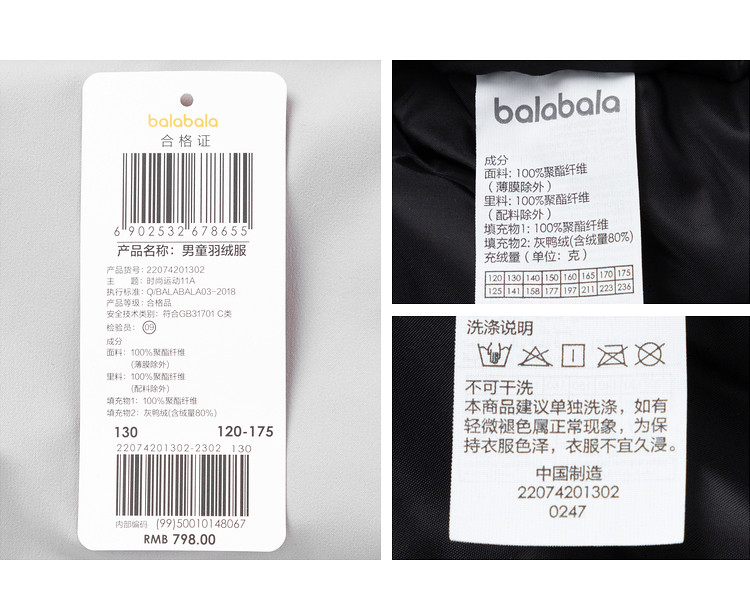 balabala
合格证
6 902532 678655
产品名称：男童羽绒服
产品货号：22074201302
主 题：时尚运动11A
执行标准：Q/BALABALA03-2018
产品等级：合格品
安全技术类别：符合GB31701 C类
检验员：09
成分
面料：100%聚酯纤维
(薄膜除外)
里料：100%聚酯纤维
(配料除外)
填充物1：100%聚酯纤维
填充物2：灰鸭绒(含绒量80%)
130 120-175
22074201302-2302 130
内部编码 (99)50010148067
RMB 798.00
balabala
成分
面料: 100%聚酯纤维
（薄膜除外）
里料: 100%聚酯纤维
（配料除外）
填充物1: 100%聚酯纤维
填充物2: 灰鸭绒(含绒量80%)
充绒量（单位: 克）
120 130 140 150 160 165 170 175
125 141 158 177 197 211 223 236
洗涤说明
不可干洗
本商品建议单独洗涤，如有
轻微褪色属正常现象，为保
持衣服色泽，衣服不宜久浸。
中国制造
22074201302
0247